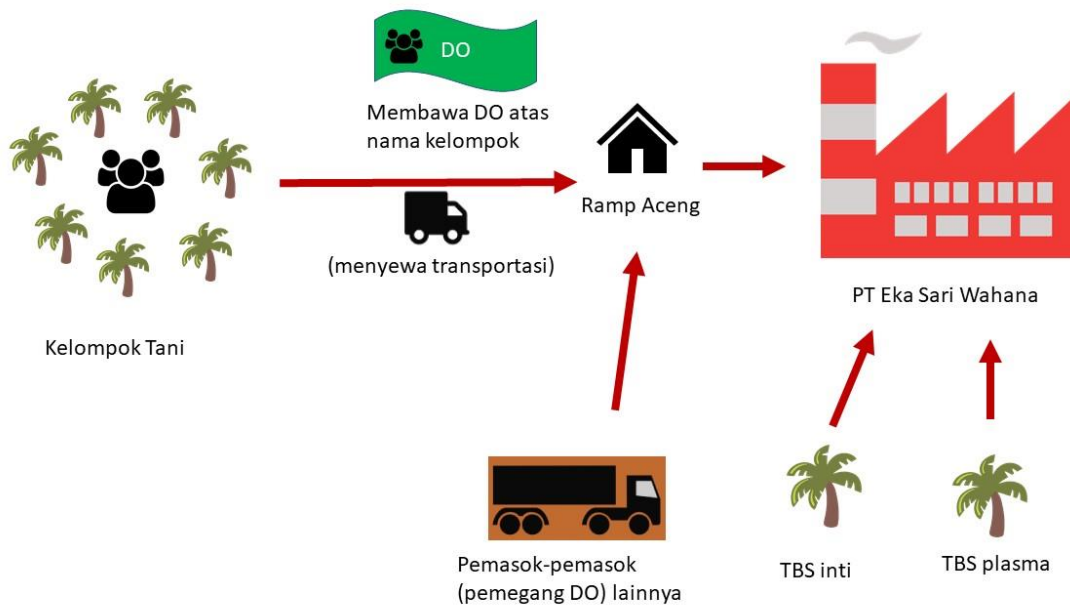 DO
Membawa DO atas
nama kelompok
Ramp Aceng
(menyewa transportasi)
PT Eka Sari Wahana
Kelompok Tani
Pemasok-pemasok
(pemegang DO) lainnya
TBS inti
TBS plasma